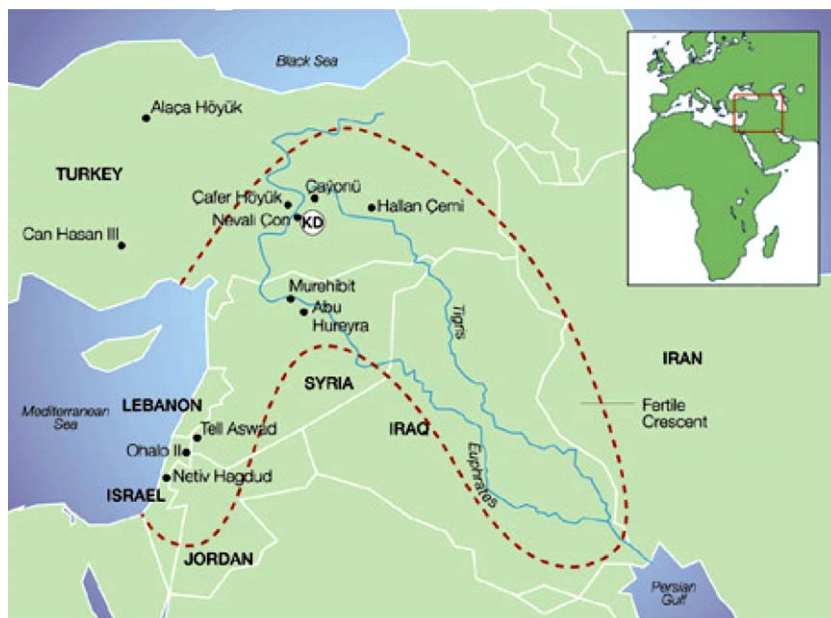 Black Sea
Alaça Höyük
TURKEY
Çafer Höyük
Çaÿonü
Hallan Çemi
Nevali Çori
KD
Can Hasan III
Murehibit
Abu
Hureyra
Tigris
IRAN
SYRIA
LEBANON
Mediterranean
Sea
Fertile
Crescent
Tell Aswad
IRAQ
Ohalo II
Euphrates
Netiv Hagdud
ISRAEL
JORDAN
Persian
Gulf